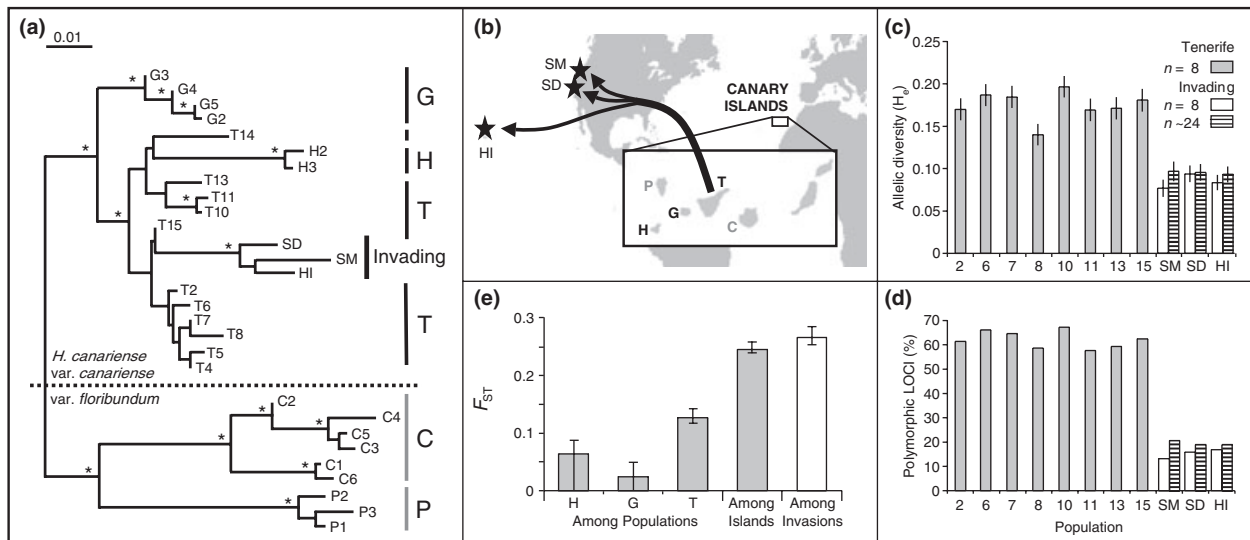 (a)
0.01
G3
G4
G5
G2
T14
H2
H3
T13
T11
T10
T15
SD
SM
HI
T2
T6
T7
T8
T5
T4
G
H
T
Invading
T
H. canariense
var. canariense
var. floribundum
C2
C4
C5
C3
C1
C6
P2
P3
P1
C
P
(b)
SM
SD
HI
CANARY
ISLANDS
P
T
G
H
C
(c)
Allelic diversity (He)
0.25
0.20
0.15
0.10
0.05
0
Tenerife
n = 8
Invading
n = 8
n ~24
2 6 7 8 10 11 13 15 SM SD HI
(e)
FST
0.3
0.2
0.1
0
H G T Among Among
Islands Invasions
Among Populations
(d)
Polymorphic LOCI (%)
70
60
50
40
30
20
10
0
2 6 7 8 10 11 13 15 SM SD HI
Population